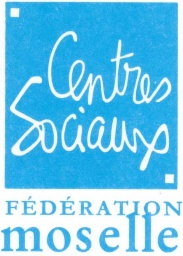 Centres
Sociaux
FÉDÉRATION
moselle